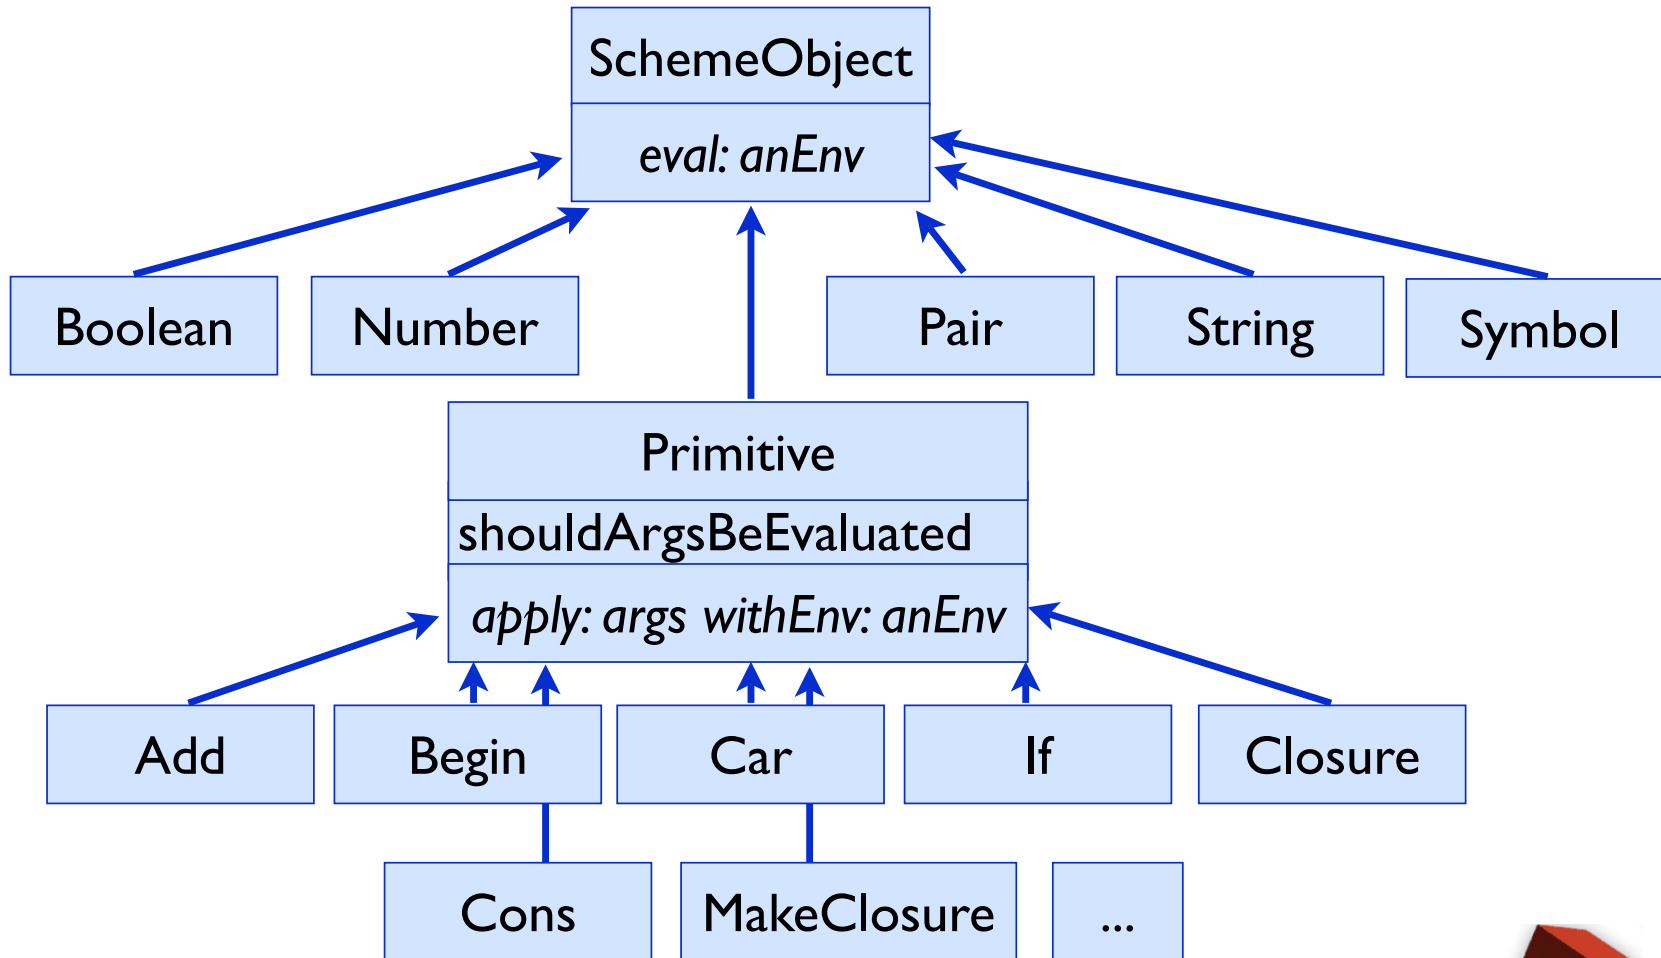 SchemeObject
eval: anEnv
Boolean
Number
Pair
String
Symbol
Primitive
shouldArgsBeEvaluated
apply: args withEnv: anEnv
Add
Begin
Car
If
Closure
Cons
MakeClosure
...